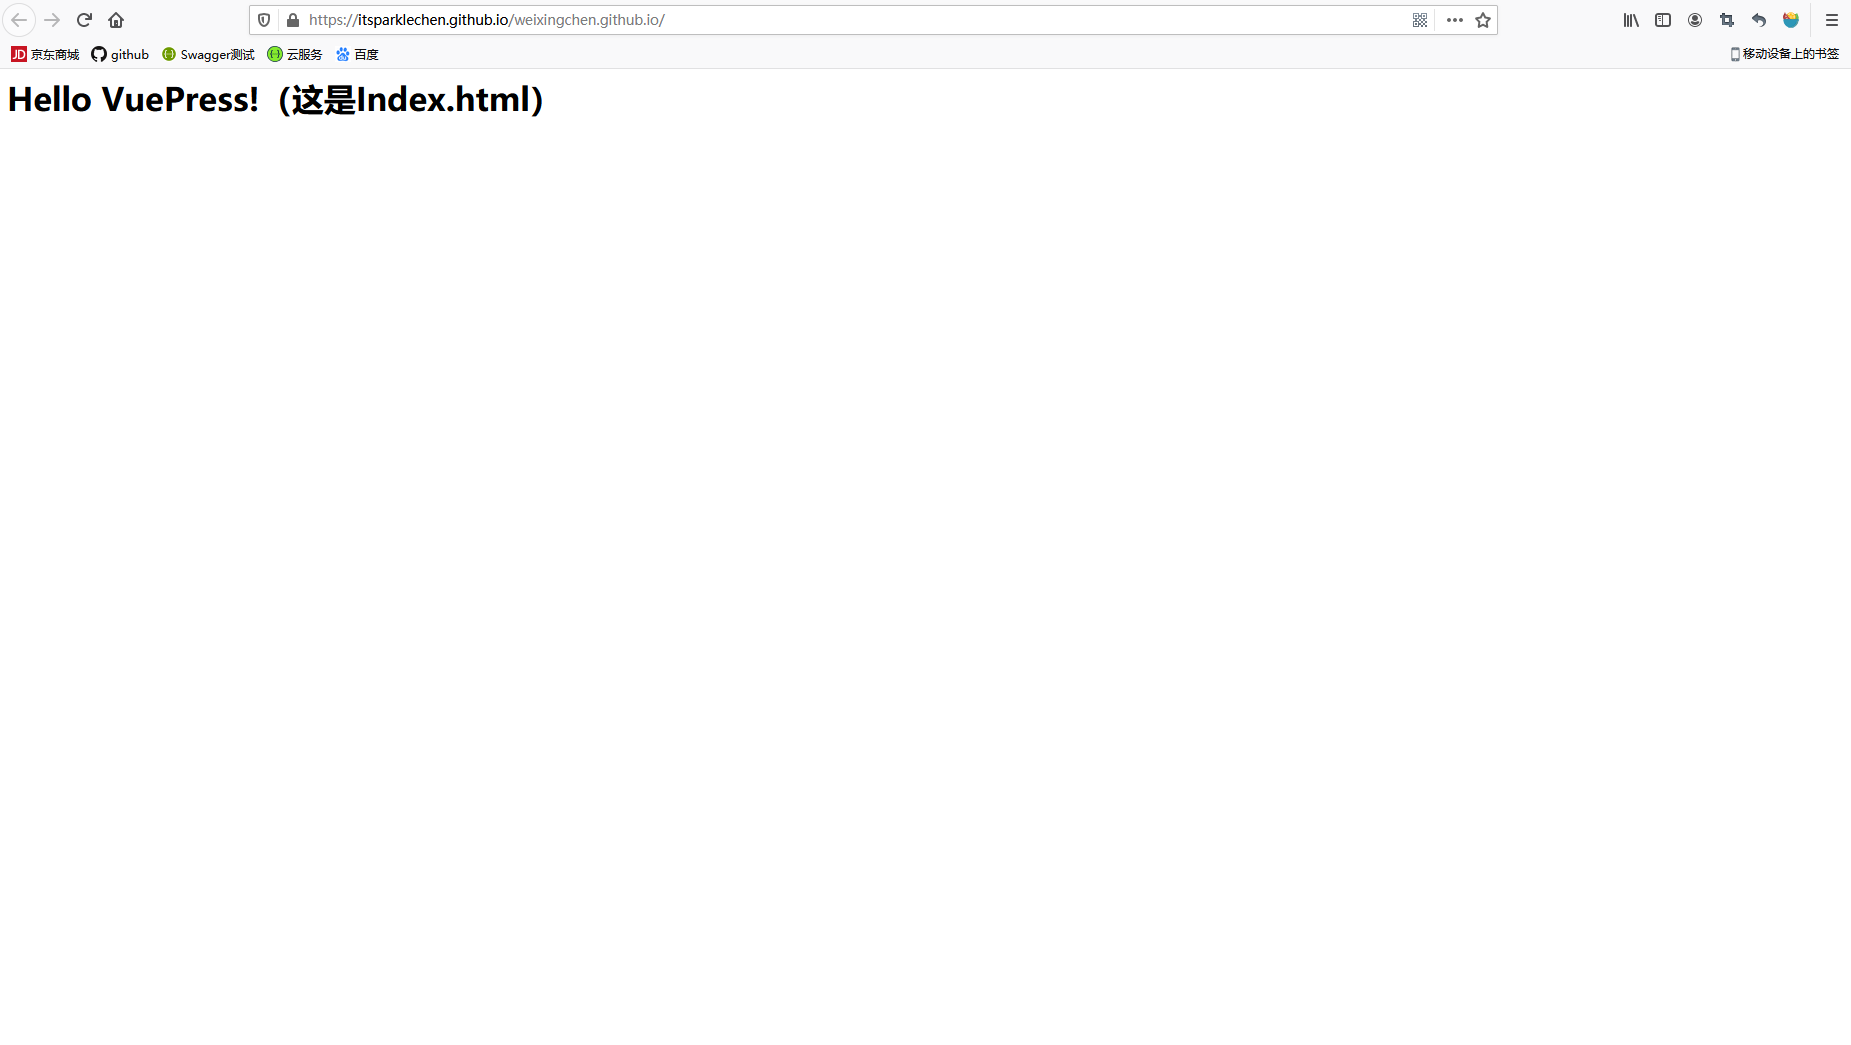 https://itsparklechen.github.io/weixingchen.github.io/
JD 京东商城 github Swagger测试 云服务 百度 移动设备上的书签
Hello VuePress!（这是Index.html）